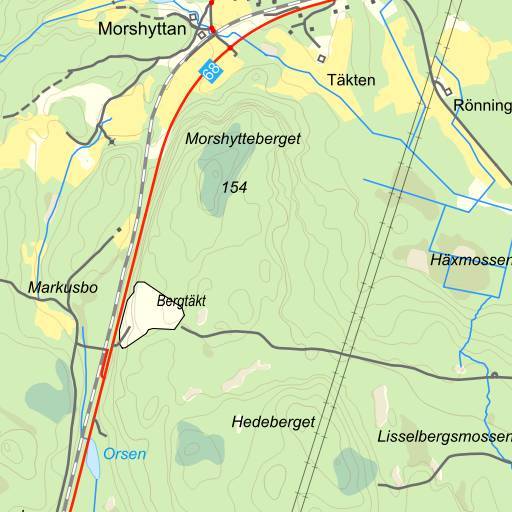 Morshyttan
68
Täkten
Rönning
Morshytteberget
154
Häxmossen
Markusbo
Bergtäkt
Hedeberget
Lisselbergsmossen
Orsen